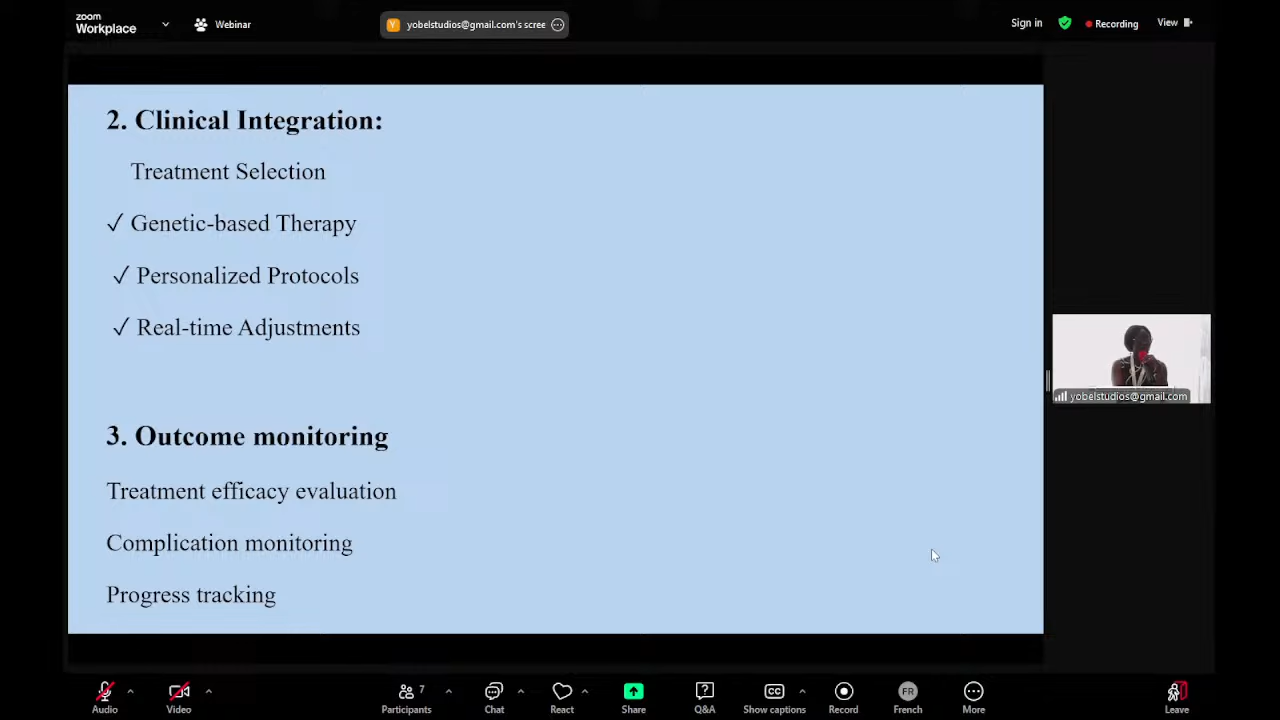 zoom
Workplace
Webinar
Y
yobelstudios@gmail.com's scree
Sign in
Recording
View
2. Clinical Integration:
Treatment Selection
✓ Genetic-based Therapy
✓ Personalized Protocols
✓ Real-time Adjustments
3. Outcome monitoring
Treatment efficacy evaluation
Complication monitoring
Progress tracking
yobelstudios@gmail.com
Audio
Video
7
Participants
Chat
React
Share
Q&A
CC
Show captions
Record
FR
French
More
Leave